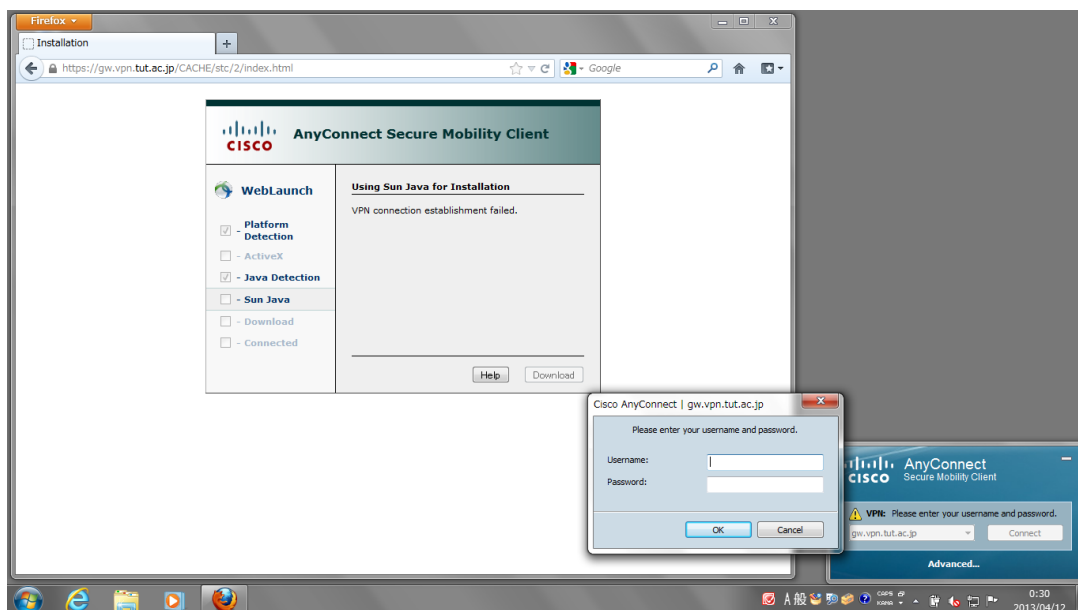 Firefox
Installation
https://gw.vpn.tut.ac.jp/CACHE/stc/2/index.html
Google
CISCO
AnyConnect Secure Mobility Client
WebLaunch
- Platform Detection
- ActiveX
- Java Detection
- Sun Java
- Download
- Connected
Using Sun Java for Installation
VPN connection establishment failed.
Help
Download
Cisco AnyConnect | gw.vpn.tut.ac.jp
Please enter your username and password.
Username:
Password:
OK
Cancel
CISCO
AnyConnect
Secure Mobility Client
VPN: Please enter your username and password.
gw.vpn.tut.ac.jp
Connect
Advanced...
A 般
CAPS
KANA
0:30
2013/04/12